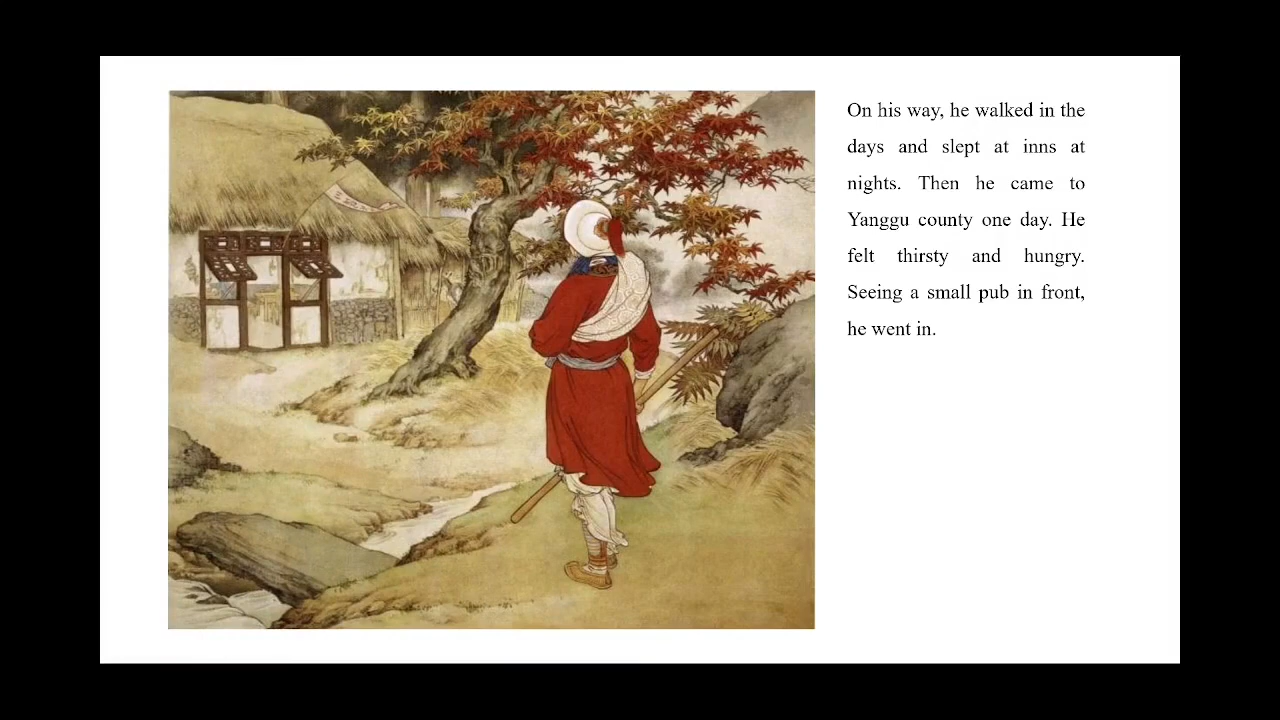 On his way, he walked in the
days and slept at inns at
nights. Then he came to
Yanggu county one day. He
felt thirsty and hungry.
Seeing a small pub in front,
he went in.